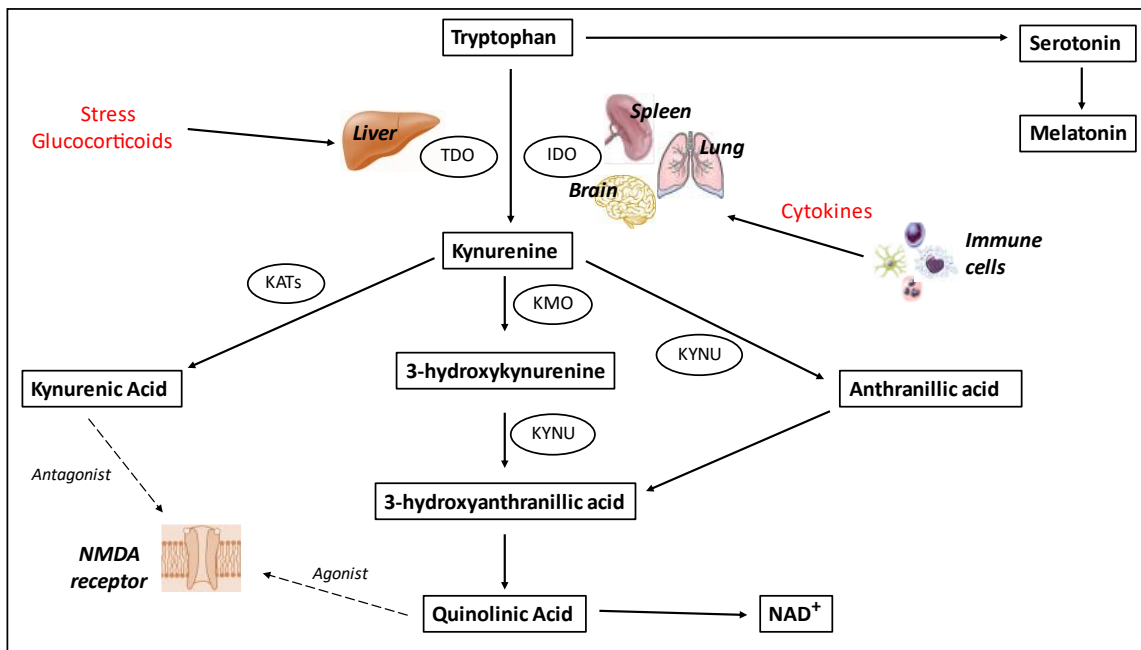 Tryptophan
Serotonin
Melatonin
Stress
Glucocorticoids
Liver
TDO
IDO
Spleen
Lung
Brain
Cytokines
Immune
cells
Kynurenine
KATs
KMO
KYNU
3-hydroxykynurenine
Kynurenic Acid
Anthranillic acid
KYNU
Antagonist
3-hydroxyanthranillic acid
NMDA
receptor
Agonist
Quinolinic Acid
NAD⁺